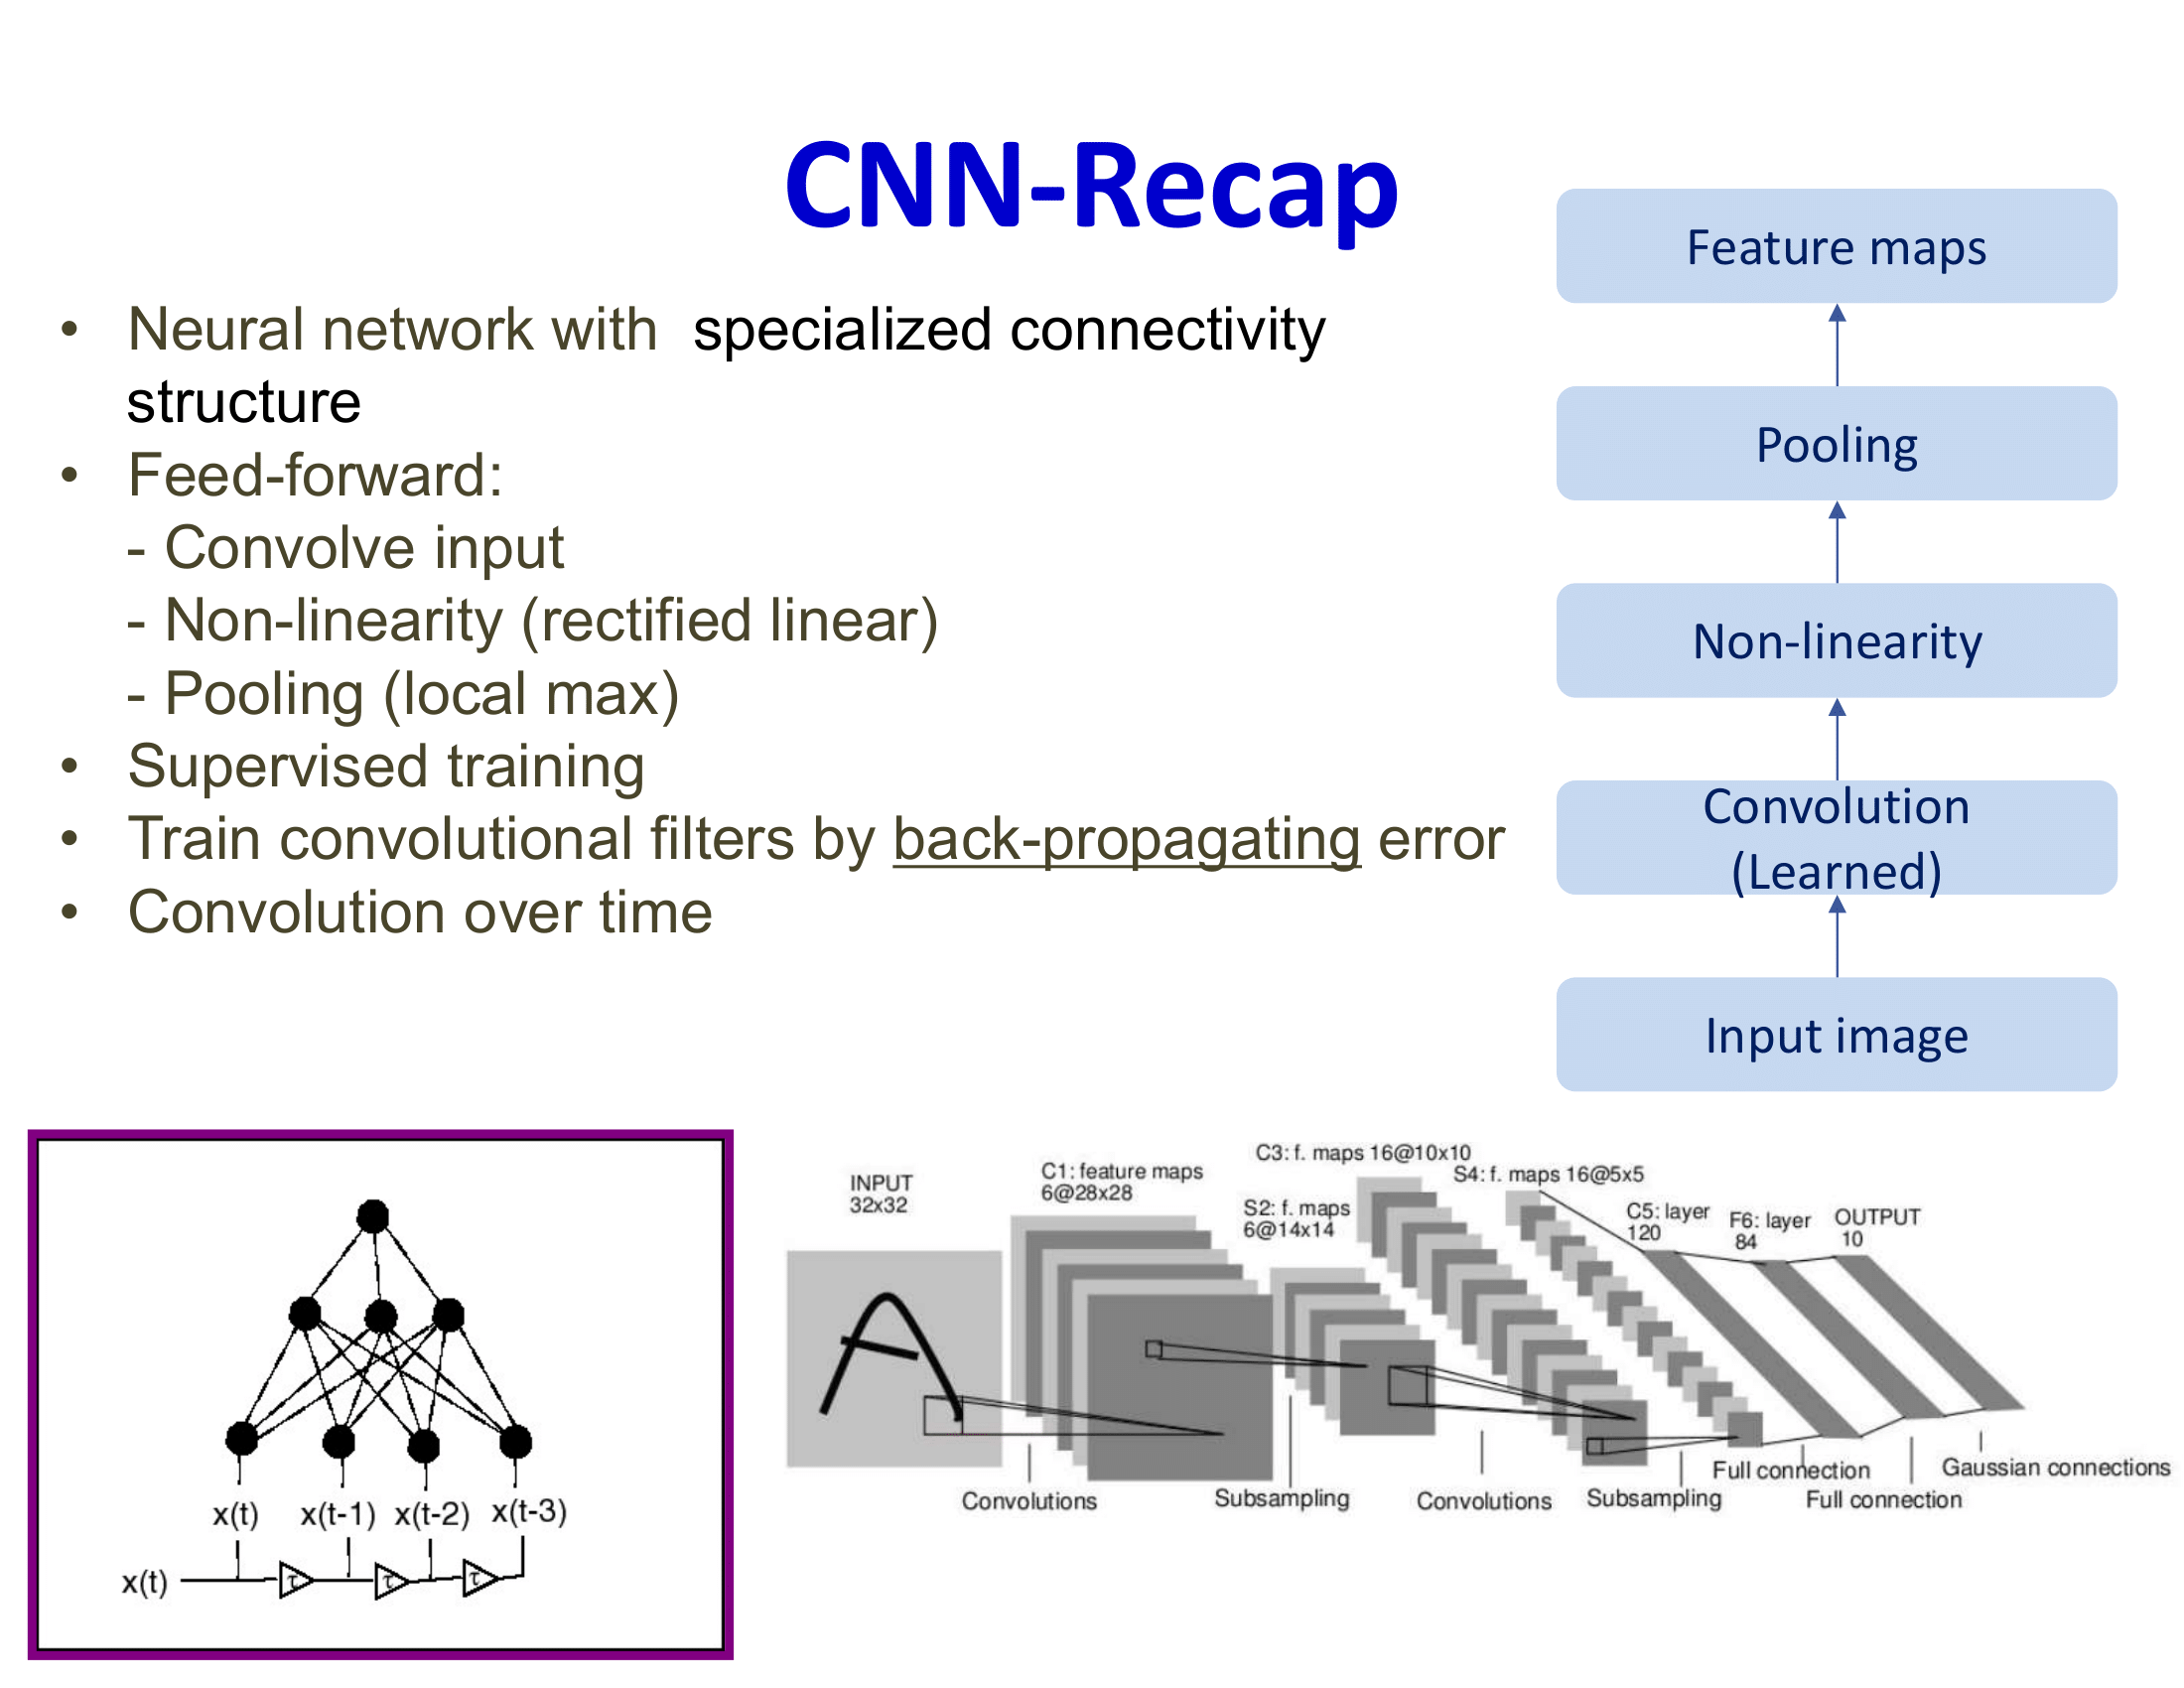 CNN-Recap
• Neural network with specialized connectivity
structure
• Feed-forward:
- Convolve input
- Non-linearity (rectified linear)
- Pooling (local max)
• Supervised training
• Train convolutional filters by back-propagating error
• Convolution over time
Feature maps
Pooling
Non-linearity
Convolution
(Learned)
Input image
x(t) x(t-1) x(t-2) x(t-3)
x(t) τ τ τ
INPUT
32x32
C1: feature maps
6@28x28
S2: f. maps
6@14x14
C3: f. maps 16@10x10
S4: f. maps 16@5x5
C5: layer
120
F6: layer
84
OUTPUT
10
Convolutions
Subsampling
Convolutions
Subsampling
Full connection
Full connection
Gaussian connections